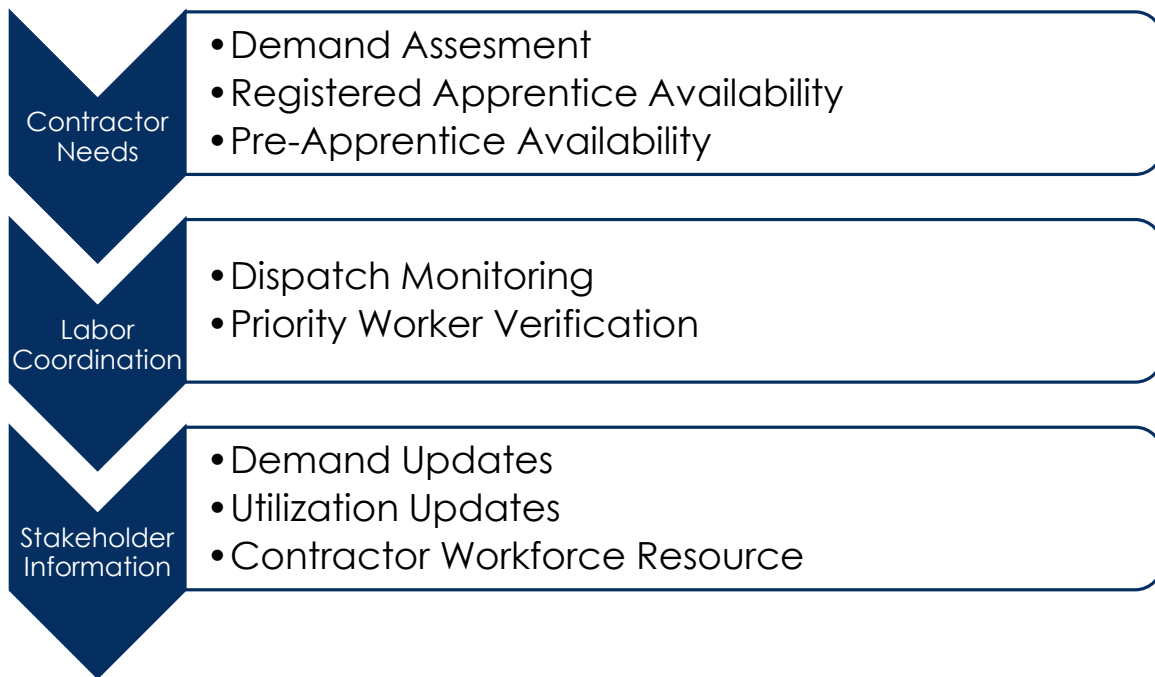 Contractor
Needs
•Demand Assesment
•Registered Apprentice Availability
•Pre-Apprentice Availability
Labor
Coordination
•Dispatch Monitoring
•Priority Worker Verification
Stakeholder
Information
•Demand Updates
•Utilization Updates
•Contractor Workforce Resource